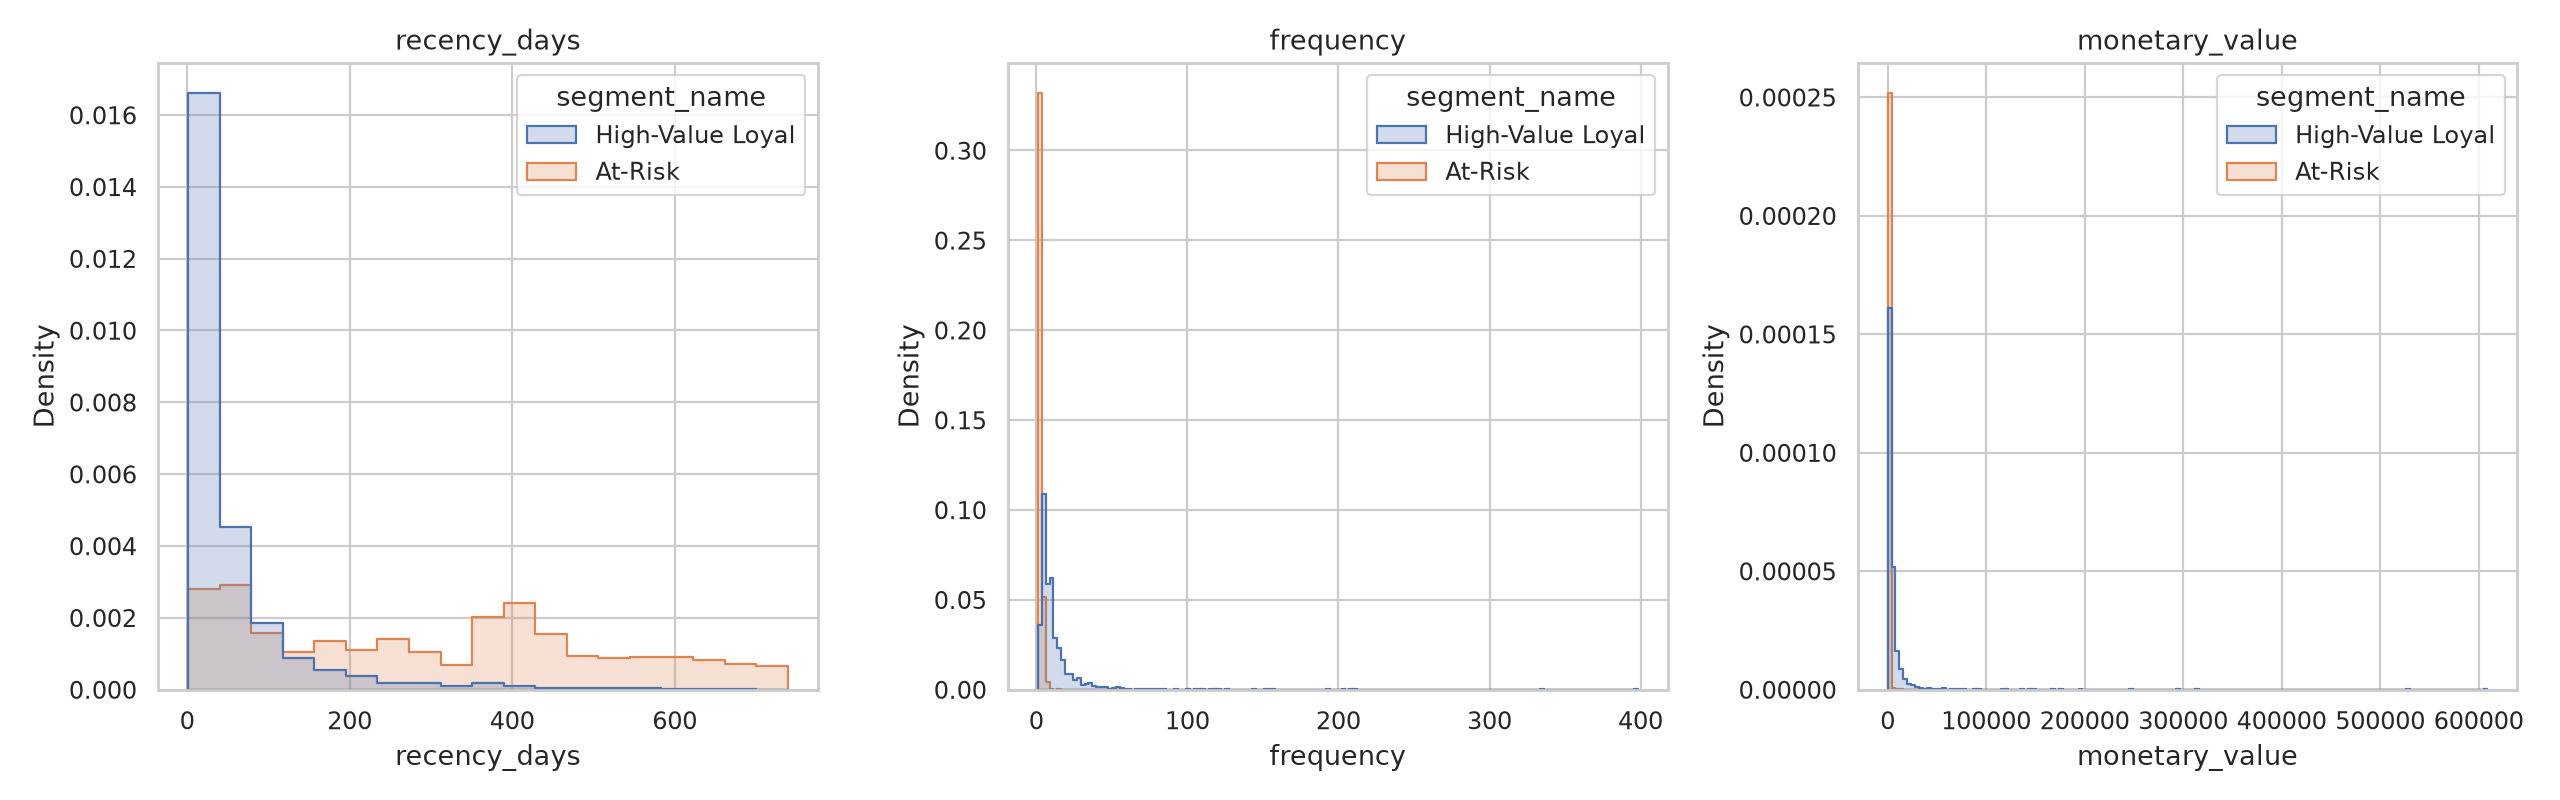 recency_days
segment_name
High-Value Loyal
At-Risk
Density
0.016
0.014
0.012
0.010
0.008
0.006
0.004
0.002
0.000
0 200 400 600
recency_days
frequency
segment_name
High-Value Loyal
At-Risk
Density
0.30
0.25
0.20
0.15
0.10
0.05
0.00
0 100 200 300 400
frequency
monetary_value
segment_name
High-Value Loyal
At-Risk
Density
0.00025
0.00020
0.00015
0.00010
0.00005
0.00000
0 100000 200000 300000 400000 500000 600000
monetary_value